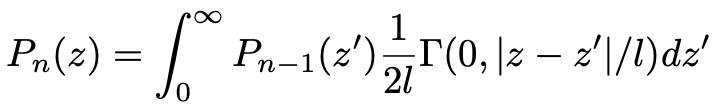 $P_n(z) = \int_0^\infty P_{n-1}(z') \frac{1}{2l} \Gamma(0, |z - z'|/l) dz'$